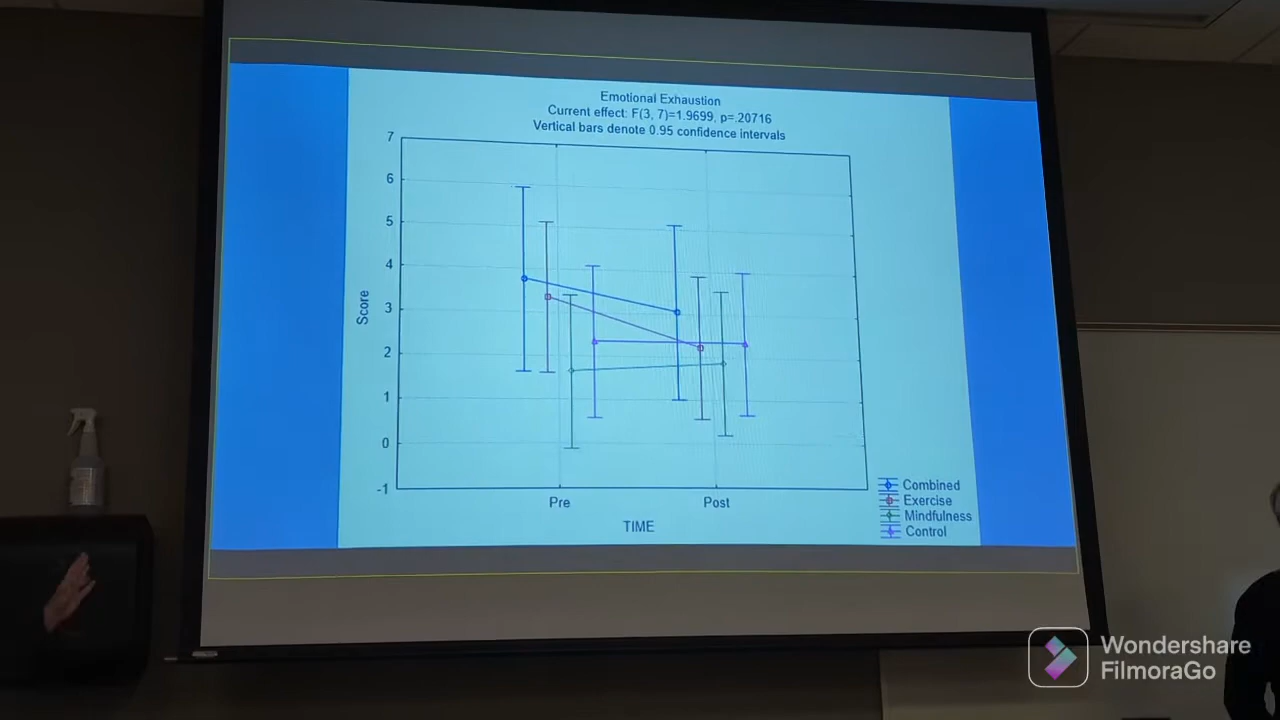 Emotional Exhaustion
Current effect: F(3, 7)=1.9699, p=.20716
Vertical bars denote 0.95 confidence intervals
7
6
5
4
3
2
1
0
-1
Score
Pre
Post
TIME
Combined
Exercise
Mindfulness
Control
Wondershare
FilmoraGo